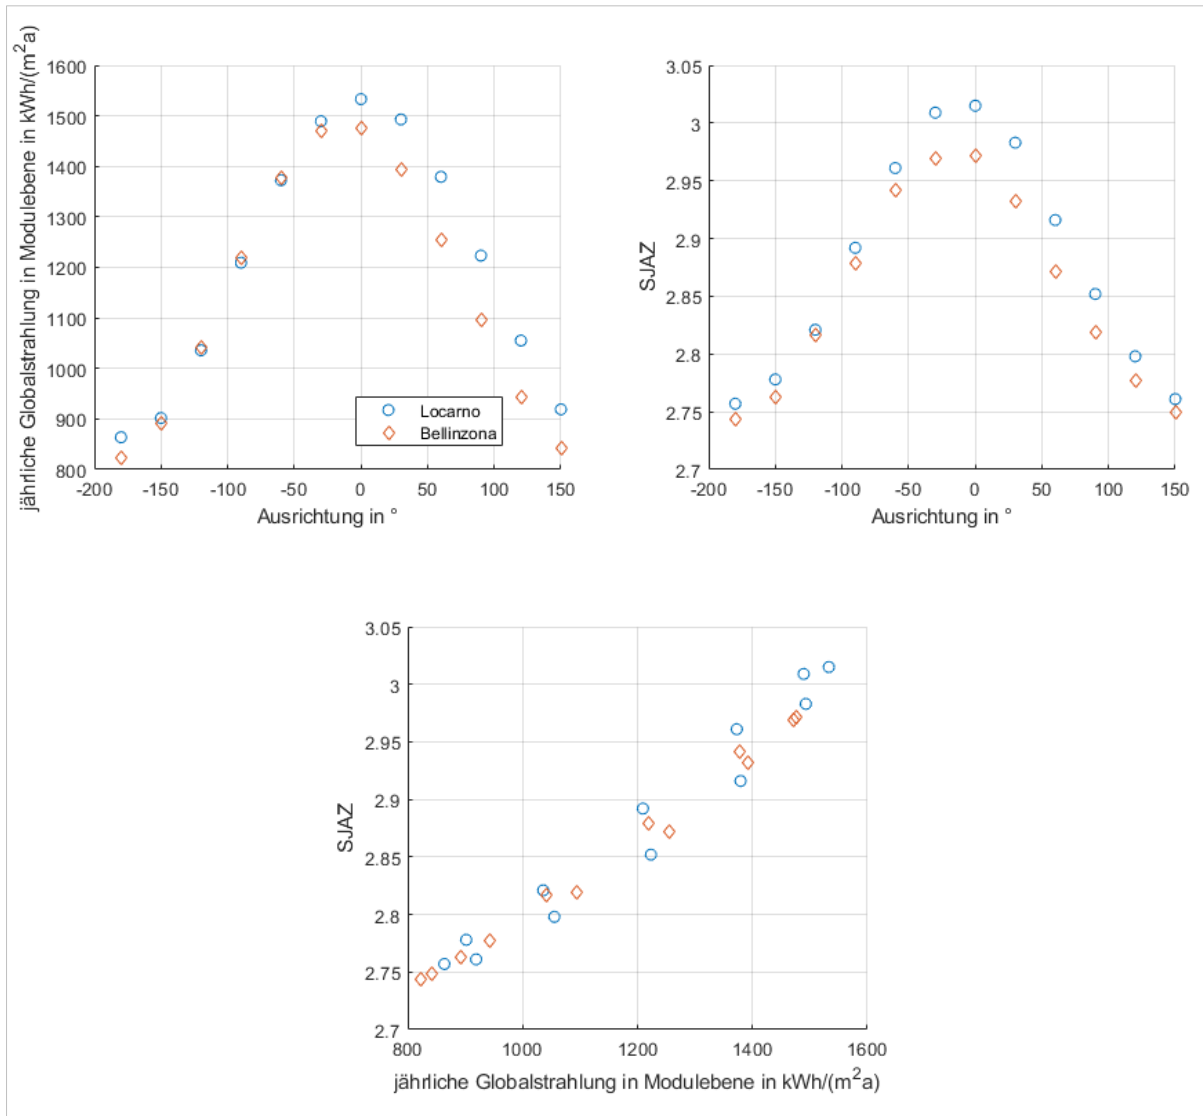 jährliche Globalstrahlung in Modulebene in kWh/(m²a)
1600
1500
1400
1300
1200
1100
1000
900
800
-200 -150 -100 -50 0 50 100 150
Ausrichtung in °
Locarno
Bellinzona
SJAZ
3.05
3
2.95
2.9
2.85
2.8
2.75
2.7
-200 -150 -100 -50 0 50 100 150
Ausrichtung in °
SJAZ
3.05
3
2.95
2.9
2.85
2.8
2.75
2.7
800 1000 1200 1400 1600
jährliche Globalstrahlung in Modulebene in kWh/(m²a)